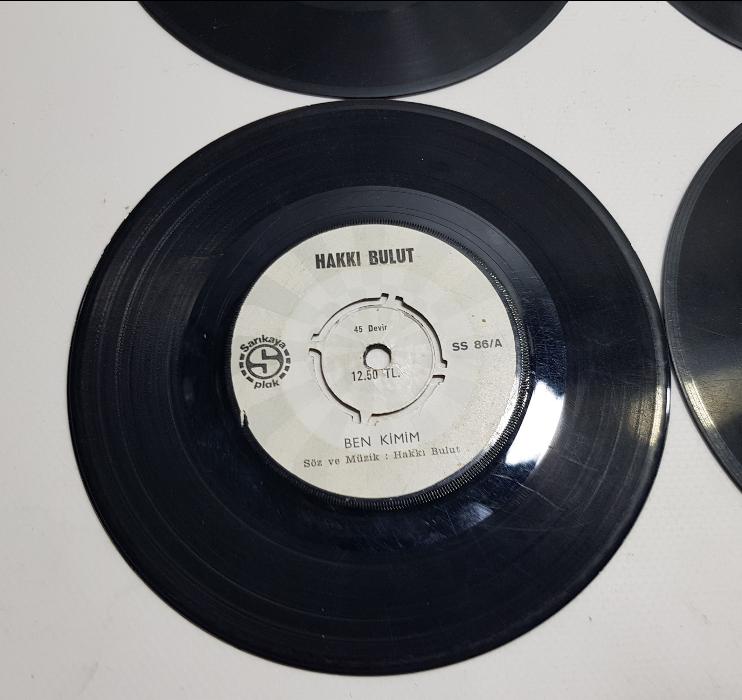 HAKKI BULUT
45 Devir
Sarıkaya
S
plak
SS 86/A
12.50 TL.
BEN KİMİM
Söz ve Müzik : Hakkı Bulut